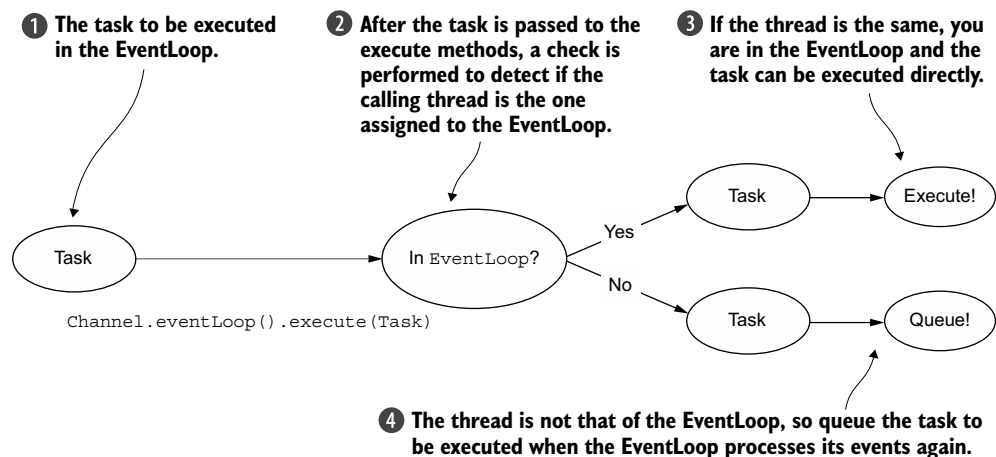 1 The task to be executed
in the EventLoop.
2 After the task is passed to the
execute methods, a check is
performed to detect if the
calling thread is the one
assigned to the EventLoop.
3 If the thread is the same, you
are in the EventLoop and the
task can be executed directly.
Task
In EventLoop?
Yes
No
Task
Execute!
Task
Queue!
Channel.eventLoop().execute(Task)
4 The thread is not that of the EventLoop, so queue the task to
be executed when the EventLoop processes its events again.